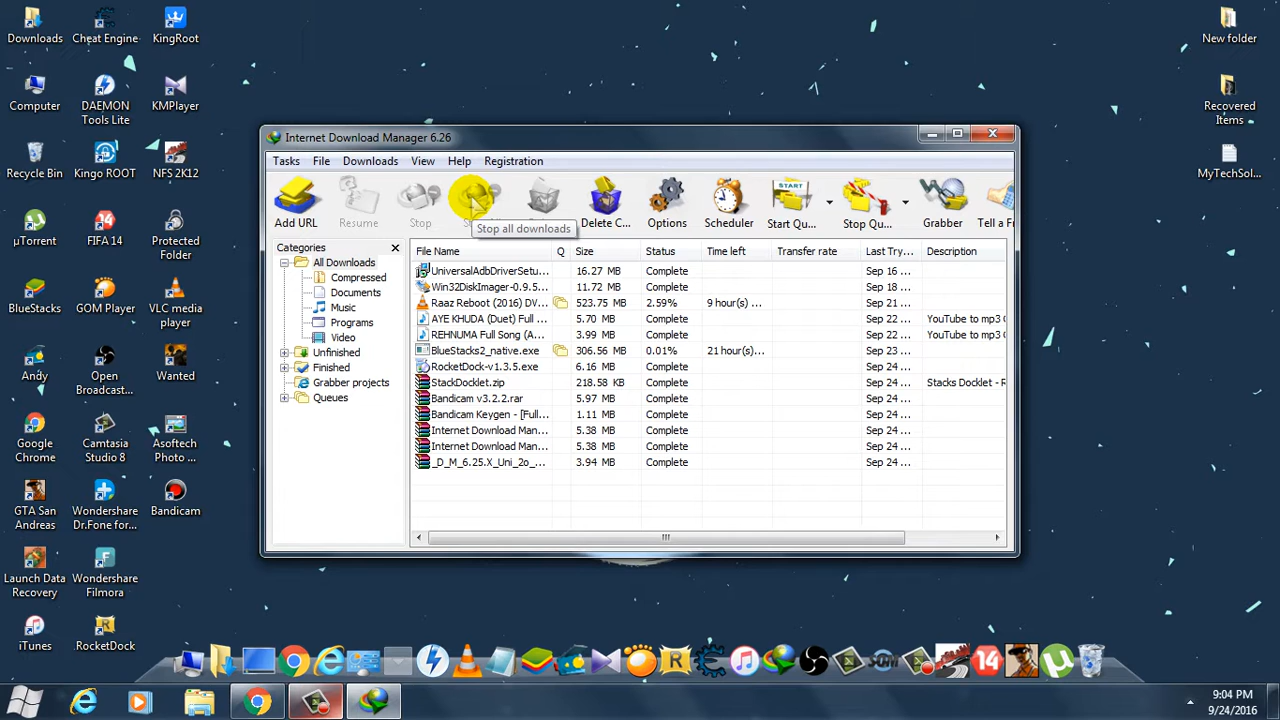 Downloads
Cheat Engine
KingRoot
New folder
Computer
DAEMON
Tools Lite
KMPlayer
Recovered
Items
Recycle Bin
Kingo ROOT
NFS 2K12
MyTechSol...
µTorrent
FIFA 14
Protected
Folder
BlueStacks
GOM Player
VLC media
player
Andy
Open
Broadcast...
Wanted
Google
Chrome
Camtasia
Studio 8
Asoftech
Photo ...
GTA San
Andreas
Wondershare
Dr.Fone for...
Bandicam
Launch Data
Recovery
Wondershare
Filmora
iTunes
RocketDock
Internet Download Manager 6.26
Tasks File Downloads View Help Registration
Add URL Resume Stop Delete C... Options Scheduler Start Qu... Stop Qu... Grabber Tell a Fr
Stop all downloads
Categories
All Downloads
Compressed
Documents
Music
Programs
Video
Unfinished
Finished
Grabber projects
Queues
File Name Q Size Status Time left Transfer rate Last Try... Description
UniversalAdbDriverSetu... 16.27 MB Complete Sep 16 ...
Win32DiskImager-0.9.5... 11.72 MB Complete Sep 18 ...
Raaz Reboot (2016) DV... 523.75 MB 2.59% 9 hour(s) ... Sep 21 ...
AYE KHUDA (Duet) Full ... 5.70 MB Complete Sep 22 ... YouTube to mp3 C
REHNUMA Full Song (A... 3.99 MB Complete Sep 22 ... YouTube to mp3 C
BlueStacks2_native.exe 306.56 MB 0.01% 21 hour(s)... Sep 23 ...
RocketDock-v1.3.5.exe 6.16 MB Complete Sep 24 ...
StackDocklet.zip 218.58 KB Complete Sep 24 ... Stacks Docklet - R
Bandicam v3.2.2.rar 5.97 MB Complete Sep 24 ...
Bandicam Keygen - [Full... 1.11 MB Complete Sep 24 ...
Internet Download Man... 5.38 MB Complete Sep 24 ...
Internet Download Man... 5.38 MB Complete Sep 24 ...
_D_M_6.25.X_Uni_2o_... 3.94 MB Complete Sep 24 ...
9:04 PM
9/24/2016